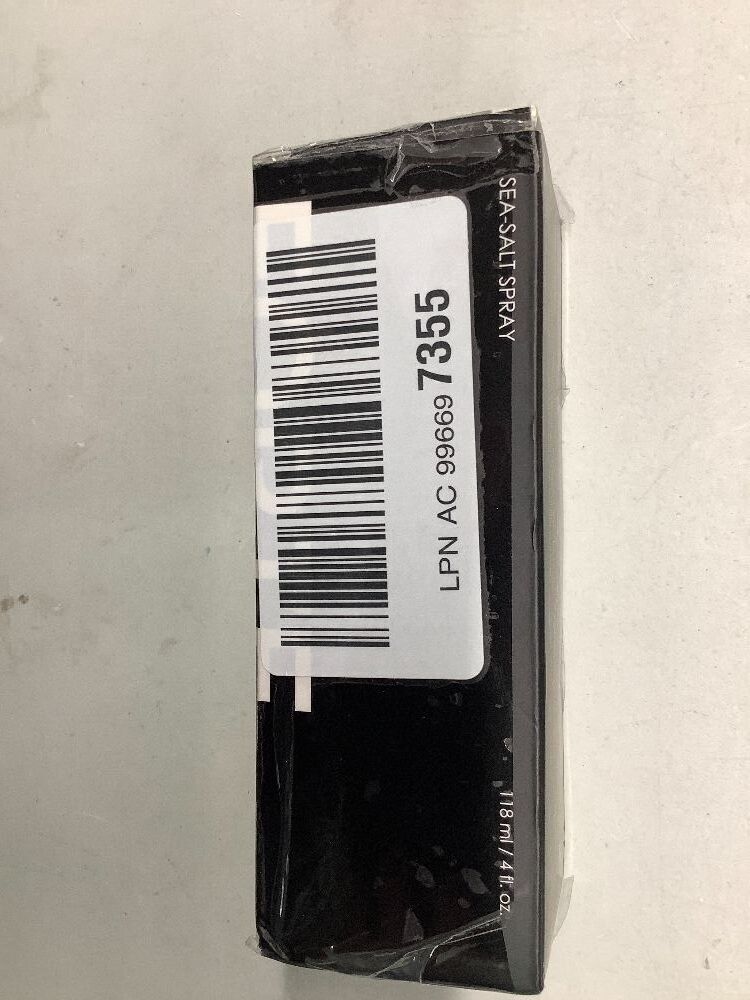 SEA-SALT SPRAY
118 ml / 4 fl. oz.
LPN AC 99669 7355